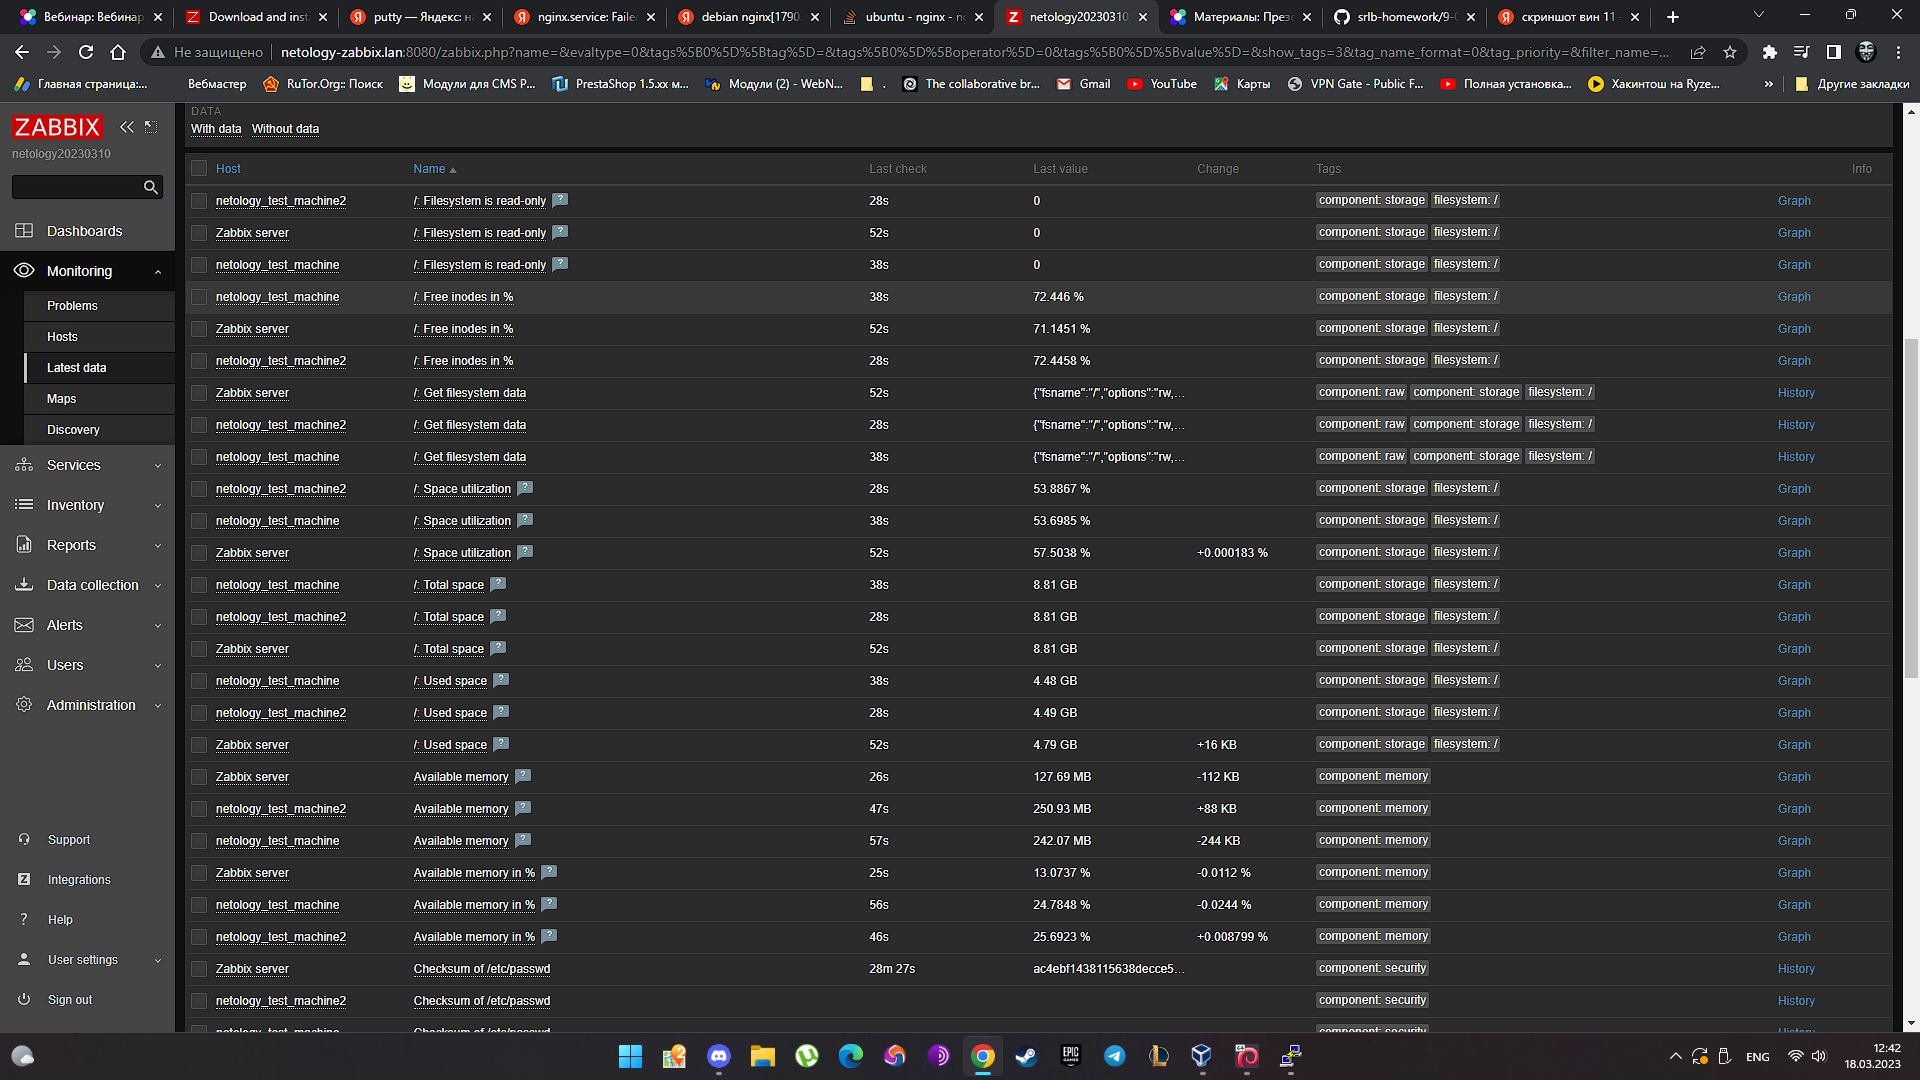 Вебинар: Вебинар
Download and inst
putty — Яндекс: н
nginx.service: Faile
debian nginx[1790
ubuntu - nginx - n
netology20230310
Материалы: През
srlb-homework/9-
скриншот вин 11
Не защищено
netology-zabbix.lan:8080/zabbix.php?name=&evaltype=0&tags%5B0%5D%5Btag%5D=&tags%5B0%5D%5Boperator%5D=0&tags%5B0%5D%5Bvalue%5D=&show_tags=3&tag_name_format=0&tag_priority=&filter_name=...
Главная страница:...
Вебмастер
RuTor.Org:: Поиск
Модули для CMS P...
PrestaShop 1.5.xx м...
Модули (2) - WebN...
.
The collaborative br...
Gmail
YouTube
Карты
VPN Gate - Public F...
Полная установка...
Хакинтош на Ryze...
»
Другие закладки
ZABBIX
netology20230310
Dashboards
Monitoring
Problems
Hosts
Latest data
Maps
Discovery
Services
Inventory
Reports
Data collection
Alerts
Users
Administration
Support
Integrations
Help
User settings
Sign out
DATA
With data Without data
Host Name Last check Last value Change Tags Info
netology_test_machine2 /: Filesystem is read-only ? 28s 0 component: storage filesystem: / Graph
Zabbix server /: Filesystem is read-only ? 52s 0 component: storage filesystem: / Graph
netology_test_machine /: Filesystem is read-only ? 38s 0 component: storage filesystem: / Graph
netology_test_machine /: Free inodes in % 38s 72.446 % component: storage filesystem: / Graph
Zabbix server /: Free inodes in % 52s 71.1451 % component: storage filesystem: / Graph
netology_test_machine2 /: Free inodes in % 28s 72.4458 % component: storage filesystem: / Graph
Zabbix server /: Get filesystem data 52s {"fsname":"/","options":"rw,... component: raw component: storage filesystem: / History
netology_test_machine2 /: Get filesystem data 28s {"fsname":"/","options":"rw,... component: raw component: storage filesystem: / History
netology_test_machine /: Get filesystem data 38s {"fsname":"/","options":"rw,... component: raw component: storage filesystem: / History
netology_test_machine2 /: Space utilization ? 28s 53.8867 % component: storage filesystem: / Graph
netology_test_machine /: Space utilization ? 38s 53.6985 % component: storage filesystem: / Graph
Zabbix server /: Space utilization ? 52s 57.5038 % +0.000183 % component: storage filesystem: / Graph
netology_test_machine /: Total space ? 38s 8.81 GB component: storage filesystem: / Graph
netology_test_machine2 /: Total space ? 28s 8.81 GB component: storage filesystem: / Graph
Zabbix server /: Total space ? 52s 8.81 GB component: storage filesystem: / Graph
netology_test_machine /: Used space ? 38s 4.48 GB component: storage filesystem: / Graph
netology_test_machine2 /: Used space ? 28s 4.49 GB component: storage filesystem: / Graph
Zabbix server /: Used space ? 52s 4.79 GB +16 KB component: storage filesystem: / Graph
Zabbix server Available memory ? 26s 127.69 MB -112 KB component: memory Graph
netology_test_machine2 Available memory ? 47s 250.93 MB +88 KB component: memory Graph
netology_test_machine Available memory ? 57s 242.07 MB -244 KB component: memory Graph
Zabbix server Available memory in % ? 25s 13.0737 % -0.0112 % component: memory Graph
netology_test_machine Available memory in % ? 56s 24.7848 % -0.0244 % component: memory Graph
netology_test_machine2 Available memory in % ? 46s 25.6923 % +0.008799 % component: memory Graph
Zabbix server Checksum of /etc/passwd 28m 27s ac4ebf1438115638decce5... component: security History
netology_test_machine2 Checksum of /etc/passwd component: security History
netology_test_machine Checksum of /etc/passwd component: security History
EPIC GAMES
ENG
12:42
18.03.2023